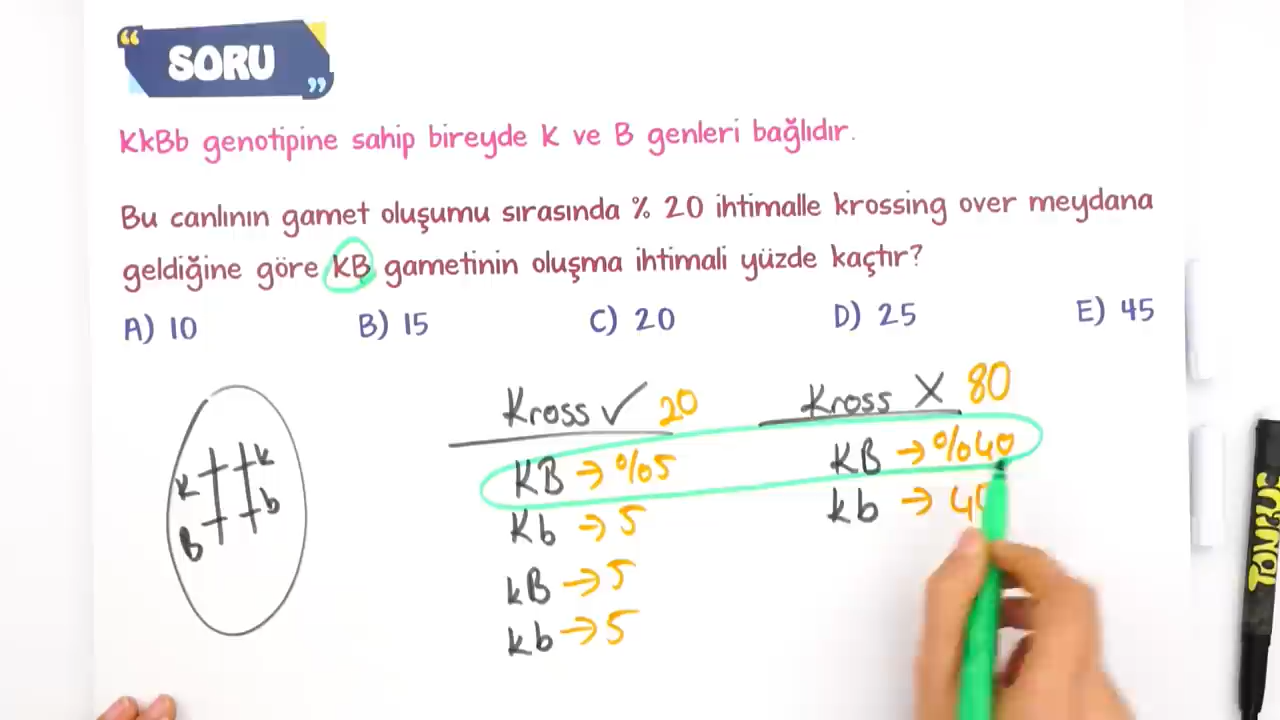 “ SORU ”
KkBb genotipine sahip bireyde K ve B genleri bağlıdır.
Bu canlının gamet oluşumu sırasında % 20 ihtimalle krossing over meydana
geldiğine göre KB gametinin oluşma ihtimali yüzde kaçtır?
A) 10 B) 15 C) 20 D) 25 E) 45
Kross ✓ 20 Kross X 80
KB → %5 KB → %40
Kb → 5 kb →
kB → 5
kb → 5
K k
B b